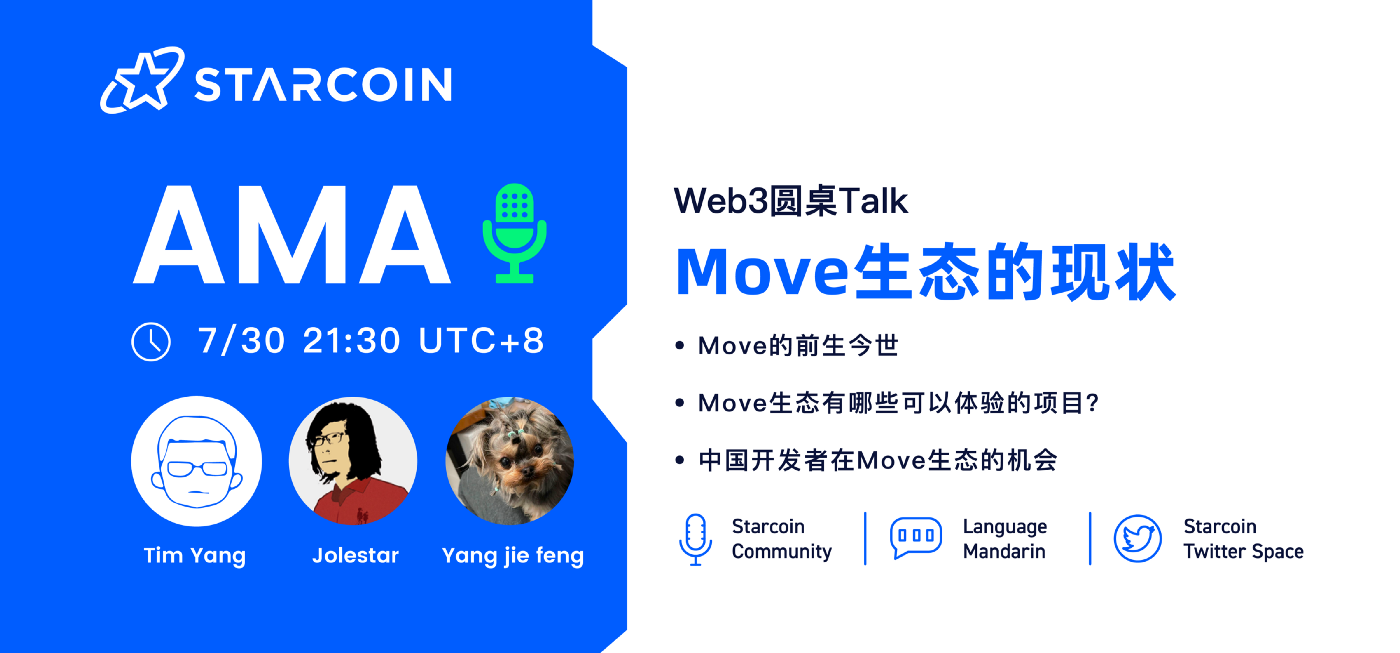 STARCOIN
AMA
7/30 21:30 UTC+8
Tim Yang
Jolestar
Yang jie feng
Web3圆桌Talk
Move生态的现状
• Move的前生今世
• Move生态有哪些可以体验的项目?
• 中国开发者在Move生态的机会
Starcoin
Community
Language
Mandarin
Starcoin
Twitter Space